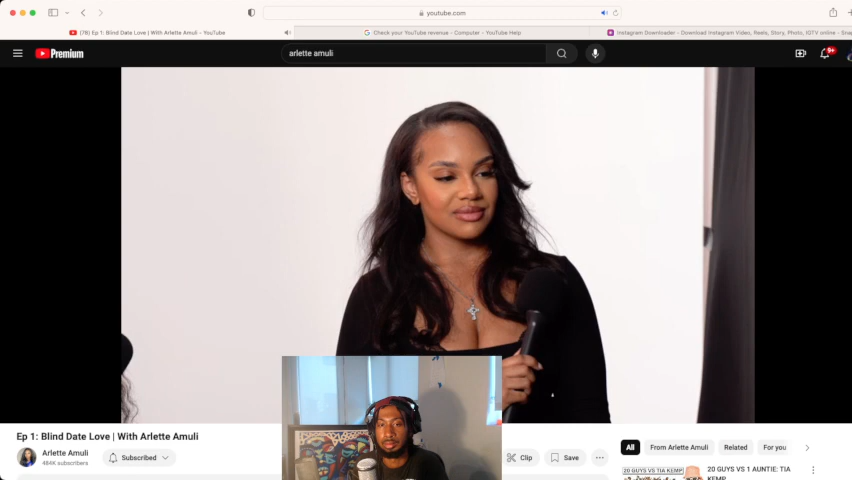 youtube.com
(78) Ep 1: Blind Date Love | With Arlette Amuli - YouTube
Check your YouTube revenue - Computer - YouTube Help
Instagram Downloader - Download Instagram Video, Reels, Story, Photo, IGTV online - Snap
Premium
arlette amuli
9+
Ep 1: Blind Date Love | With Arlette Amuli
Arlette Amuli
484K subscribers
Subscribed
Clip
Save
All
From Arlette Amuli
Related
For you
20 GUYS VS TIA KEMP
20 GUYS VS 1 AUNTIE: TIA
KEMP